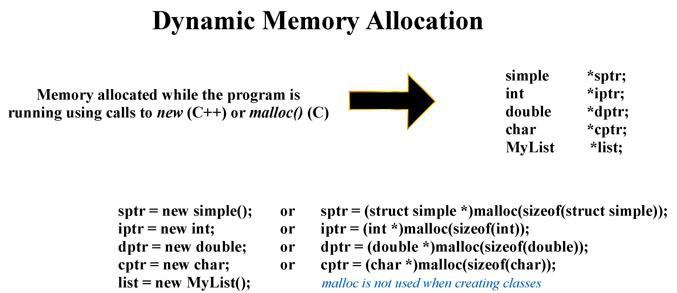 Dynamic Memory Allocation
Memory allocated while the program is
running using calls to new (C++) or malloc() (C)
simple *sptr;
int *iptr;
double *dptr;
char *cptr;
MyList *list;
sptr = new simple(); or sptr = (struct simple *)malloc(sizeof(struct simple));
iptr = new int; or iptr = (int *)malloc(sizeof(int));
dptr = new double; or dptr = (double *)malloc(sizeof(double));
cptr = new char; or cptr = (char *)malloc(sizeof(char));
list = new MyList(); malloc is not used when creating classes